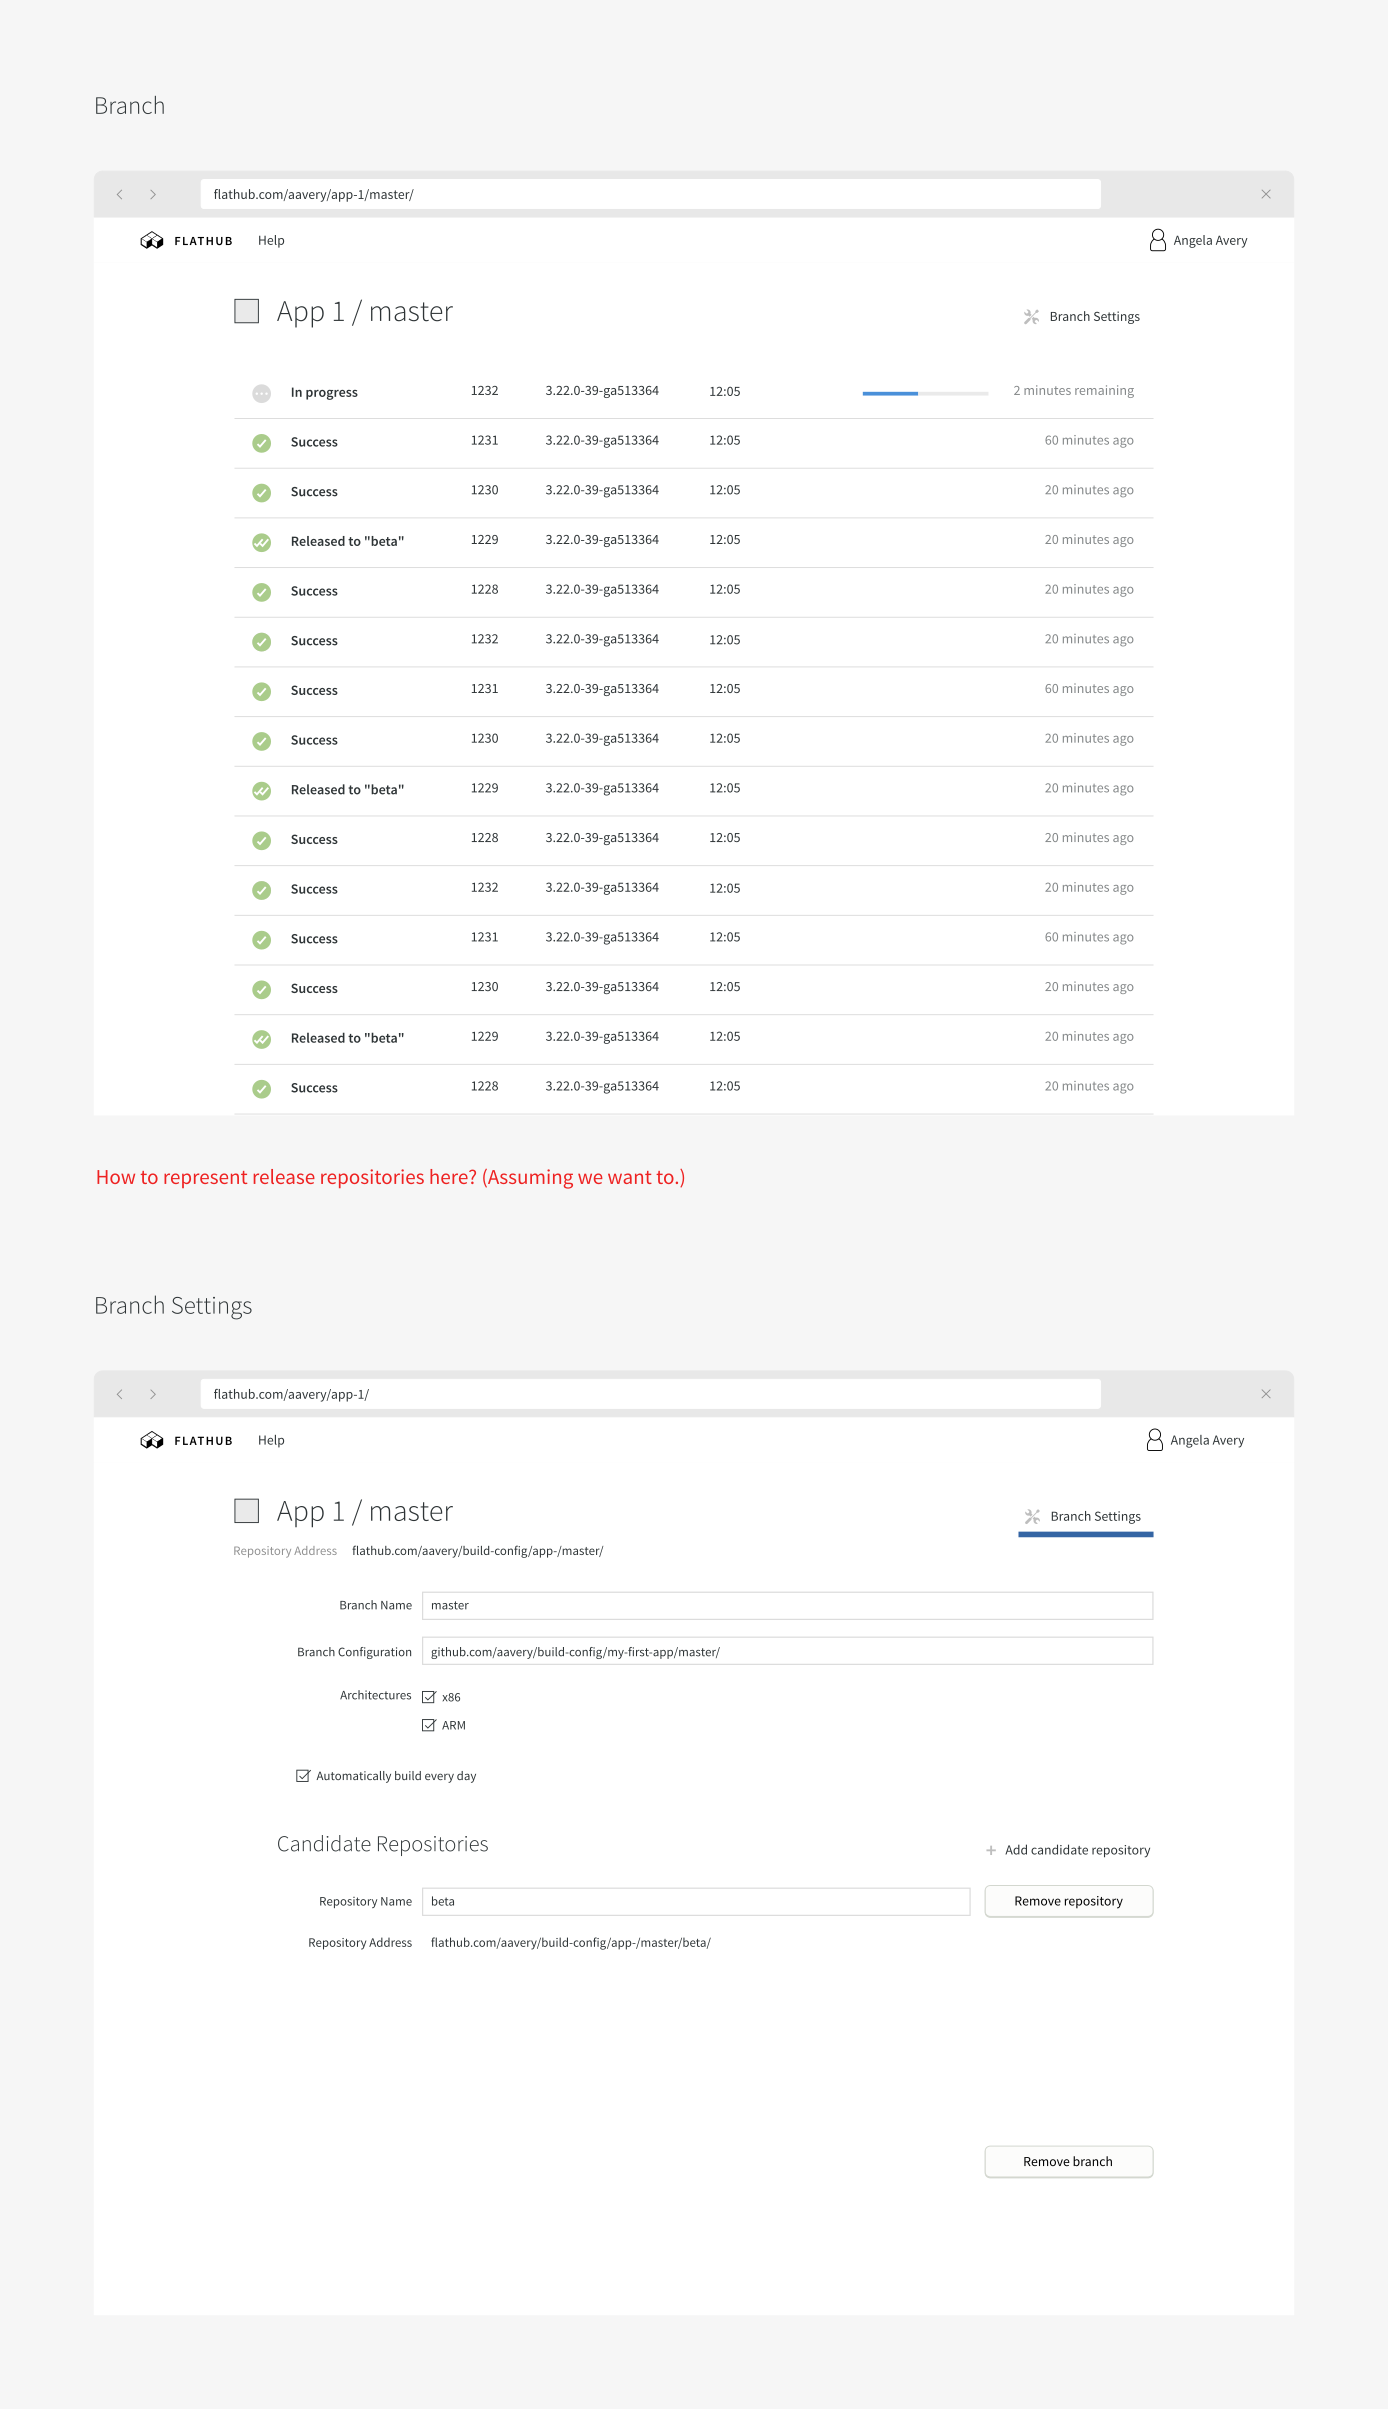 Branch
flathub.com/aavery/app-1/master/
FLATHUB Help Angela Avery
App 1 / master Branch Settings
In progress 1232 3.22.0-39-ga513364 12:05 2 minutes remaining
Success 1231 3.22.0-39-ga513364 12:05 60 minutes ago
Success 1230 3.22.0-39-ga513364 12:05 20 minutes ago
Released to "beta" 1229 3.22.0-39-ga513364 12:05 20 minutes ago
Success 1228 3.22.0-39-ga513364 12:05 20 minutes ago
Success 1232 3.22.0-39-ga513364 12:05 20 minutes ago
Success 1231 3.22.0-39-ga513364 12:05 60 minutes ago
Success 1230 3.22.0-39-ga513364 12:05 20 minutes ago
Released to "beta" 1229 3.22.0-39-ga513364 12:05 20 minutes ago
Success 1228 3.22.0-39-ga513364 12:05 20 minutes ago
Success 1232 3.22.0-39-ga513364 12:05 20 minutes ago
Success 1231 3.22.0-39-ga513364 12:05 60 minutes ago
Success 1230 3.22.0-39-ga513364 12:05 20 minutes ago
Released to "beta" 1229 3.22.0-39-ga513364 12:05 20 minutes ago
Success 1228 3.22.0-39-ga513364 12:05 20 minutes ago
How to represent release repositories here? (Assuming we want to.)
Branch Settings
flathub.com/aavery/app-1/
FLATHUB Help Angela Avery
App 1 / master Branch Settings
Repository Address flathub.com/aavery/build-config/app-/master/
Branch Name master
Branch Configuration github.com/aavery/build-config/my-first-app/master/
Architectures x86
ARM
Automatically build every day
Candidate Repositories + Add candidate repository
Repository Name beta Remove repository
Repository Address flathub.com/aavery/build-config/app-/master/beta/
Remove branch